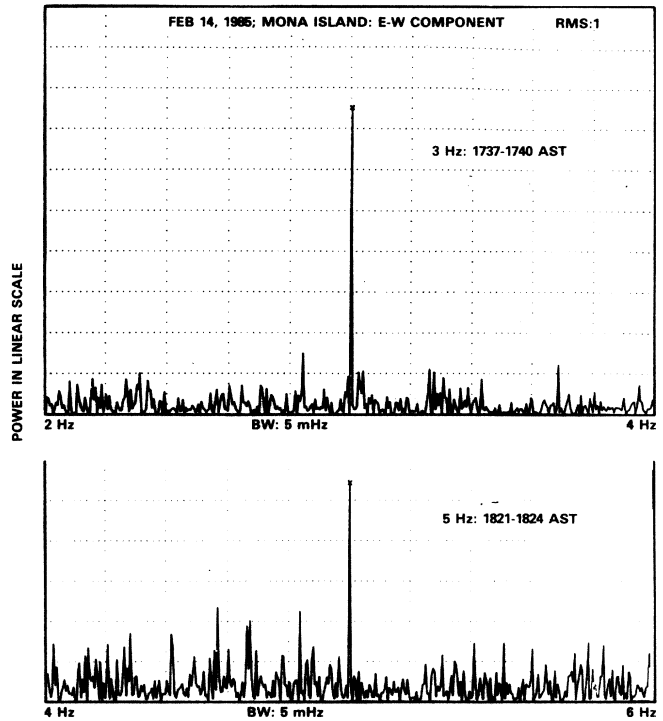 FEB 14, 1985; MONA ISLAND: E-W COMPONENT RMS:1
3 Hz: 1737-1740 AST
POWER IN LINEAR SCALE
2 Hz BW: 5 mHz 4 Hz
5 Hz: 1821-1824 AST
4 Hz BW: 5 mHz 6 Hz